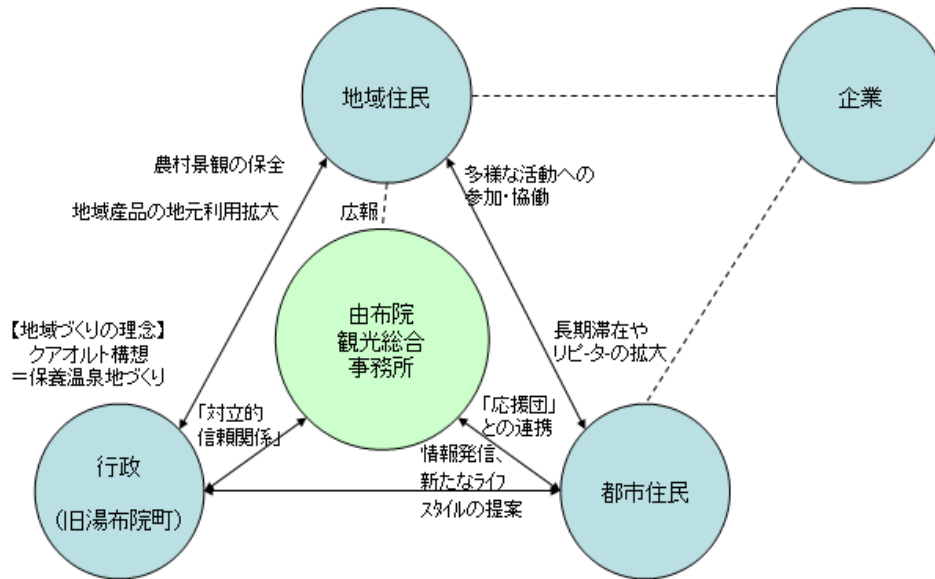 地域住民
企業
農村景観の保全
地域産品の地元利用拡大
広報
多様な活動への
参加・協働
由布院
観光総合
事務所
【地域づくりの理念】
クアオルト構想
＝保養温泉地づくり
長期滞在や
リピータの拡大
「対立的
信頼関係」
「応援団」
との連携
情報発信、
新たなライフ
スタイルの提案
行政
(旧湯布院町)
都市住民